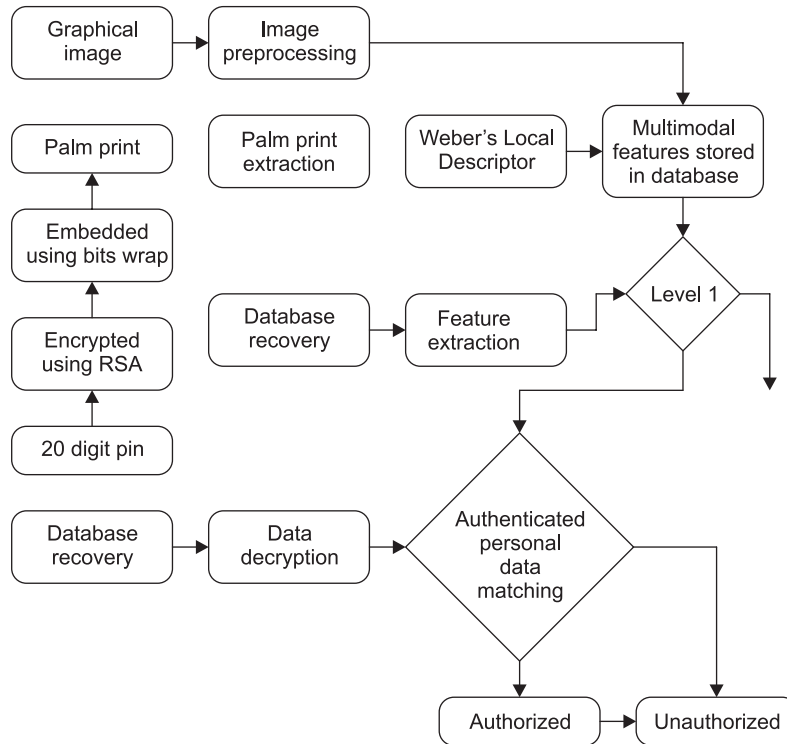 Graphical
image
Image
preprocessing
Palm print
Palm print
extraction
Weber's Local
Descriptor
Multimodal
features stored
in database
Embedded
using bits wrap
Level 1
Database
recovery
Feature
extraction
Encrypted
using RSA
20 digit pin
Database
recovery
Data
decryption
Authenticated
personal
data
matching
Authorized
Unauthorized